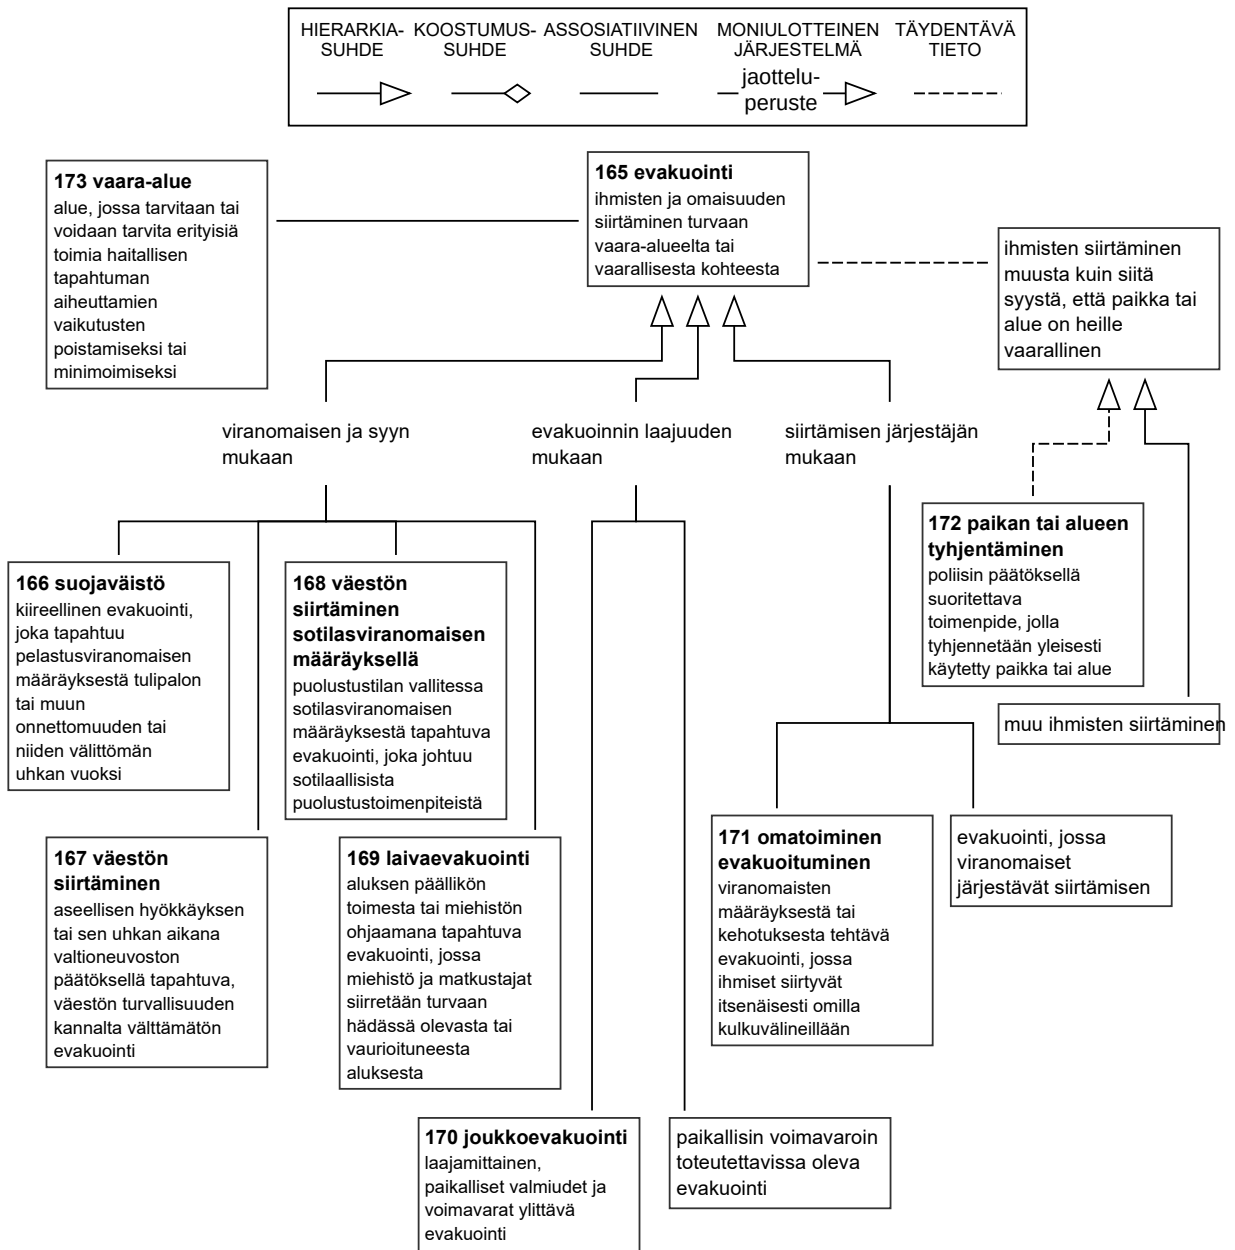 HIERARKIA-
SUHDE
KOOSTUMUS-
SUHDE
ASSOSIATIIVINEN
SUHDE
MONIULOTTEINEN
JÄRJESTELMÄ
TÄYDENTÄVÄ
TIETO
jaottelu-
peruste
173 vaara-alue
alue, jossa tarvitaan tai
voidaan tarvita erityisiä
toimia haitallisen
tapahtuman
aiheuttamien
vaikutusten
poistamiseksi tai
minimoimiseksi
165 evakuointi
ihmisten ja omaisuuden
siirtäminen turvaan
vaara-alueelta tai
vaarallisesta kohteesta
ihmisten siirtäminen
muusta kuin siitä
syystä, että paikka tai
alue on heille
vaarallinen
viranomaisen ja syyn
mukaan
evakuoinnin laajuuden
mukaan
siirtämisen järjestäjän
mukaan
172 paikan tai alueen
tyhjentäminen
poliisin päätöksellä
suoritettava
toimenpide, jolla
tyhjennetään yleisesti
käytetty paikka tai alue
muu ihmisten siirtäminen
166 suojaväistö
kiireellinen evakuointi,
joka tapahtuu
pelastusviranomaisen
määräyksestä tulipalon
tai muun
onnettomuuden tai
niiden välittömän
uhkan vuoksi
168 väestön
siirtäminen
sotilasviranomaisen
määräyksellä
puolustustilan vallitessa
sotilasviranomaisen
määräyksestä tapahtuva
evakuointi, joka johtuu
sotilaallisista
puolustustoimenpiteistä
167 väestön
siirtäminen
aseellisen hyökkäyksen
tai sen uhkan aikana
valtioneuvoston
päätöksellä tapahtuva,
väestön turvallisuuden
kannalta välttämätön
evakuointi
169 laivaevakuointi
aluksen päällikön
toimesta tai miehistön
ohjaamana tapahtuva
evakuointi, jossa
miehistö ja matkustajat
siirretään turvaan
hädässä olevasta tai
vaurioituneesta
aluksesta
171 omatoiminen
evakuoituminen
viranomaisten
määräyksestä tai
kehotuksesta tehtävä
evakuointi, jossa
ihmiset siirtyvät
itsenäisesti omilla
kulkuvälineillään
evakuointi, jossa
viranomaiset
järjestävät siirtämisen
170 joukkoevakuointi
laajamittainen,
paikalliset valmiudet ja
voimavarat ylittävä
evakuointi
paikallisin voimavaroin
toteutettavissa oleva
evakuointi